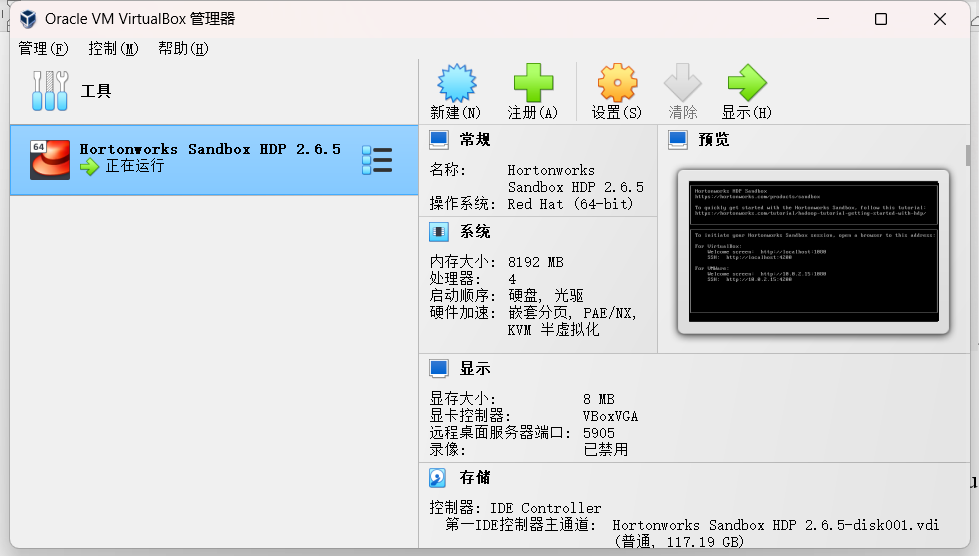 Oracle VM VirtualBox 管理器
管理(F) 控制(M) 帮助(H)
工具
新建(N) 注册(A) 设置(S) 清除 显示(H)
64
Hortonworks Sandbox HDP 2.6.5
正在运行
常规
名称: Hortonworks
Sandbox HDP 2.6.5
操作系统: Red Hat (64-bit)
系统
内存大小: 8192 MB
处理器: 4
启动顺序: 硬盘, 光驱
硬件加速: 嵌套分页, PAE/NX,
KVM 半虚拟化
预览
Hortonworks HDP Sandbox
https://hortonworks.com/products/sandbox
To quickly get started with the Hortonworks Sandbox, follow this tutorial:
https://hortonworks.com/tutorial/hadoop-tutorial-getting-started-with-hdp/
To initiate your Hortonworks Sandbox session, open a browser to this address:
For VirtualBox:
Welcome screen: http://localhost:1080
SSH: http://localhost:4200
For VMWare:
Welcome screen: http://10.0.2.15:1080
SSH: http://10.0.2.15:4200
显示
显存大小: 8 MB
显卡控制器: VBoxVGA
远程桌面服务器端口: 5905
录像: 已禁用
存储
控制器: IDE Controller
第一IDE控制器主通道: Hortonworks Sandbox HDP 2.6.5-disk001.vdi
(普通, 117.19 GB)